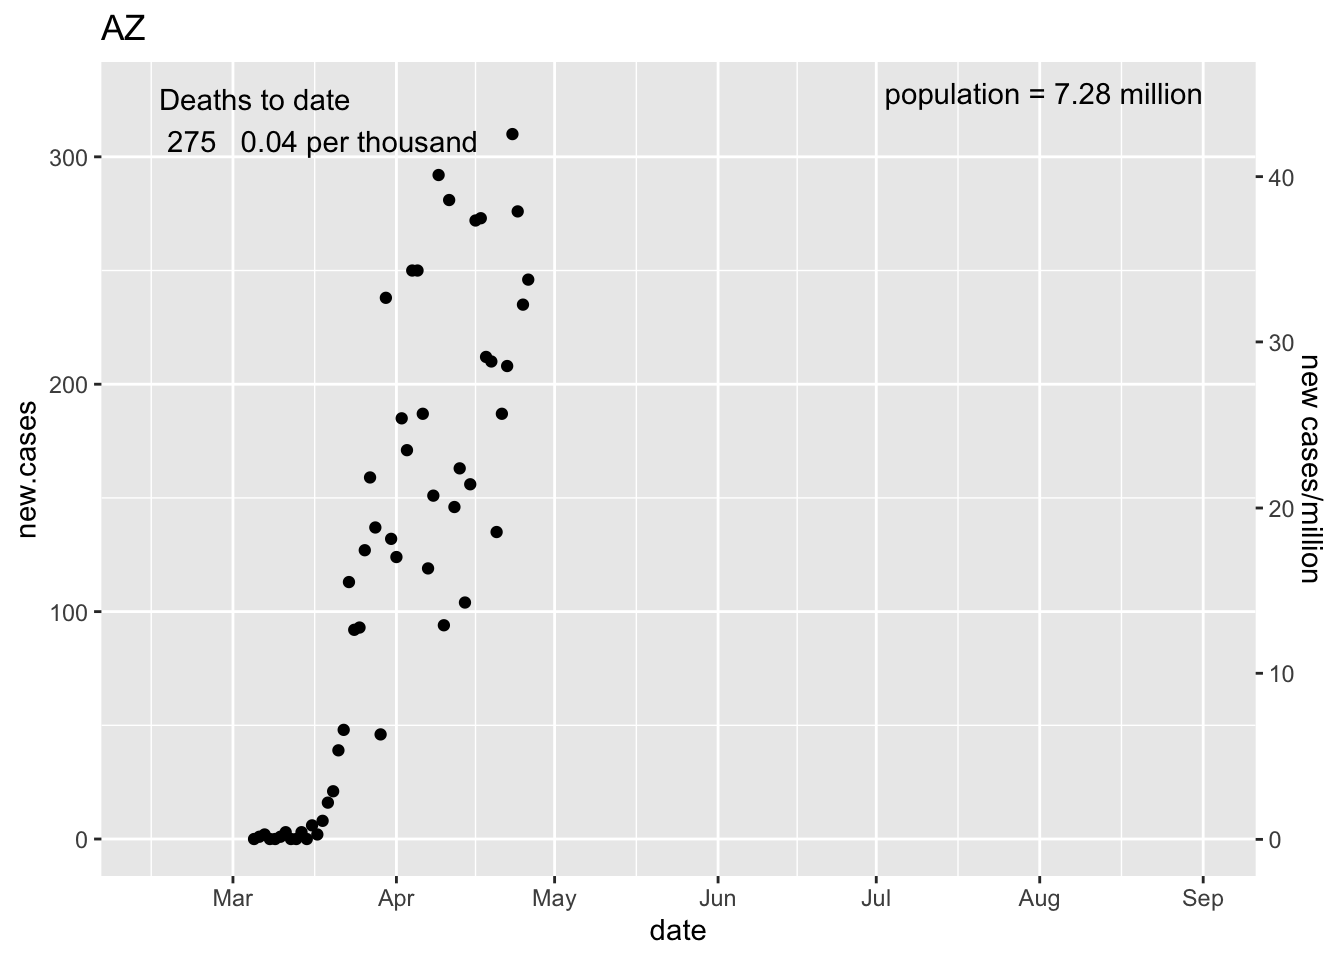 AZ
Deaths to date
275 0.04 per thousand
population = 7.28 million
300
200
100
0
new.cases
40
30
20
10
0
new cases/million
Mar Apr May Jun Jul Aug Sep
date